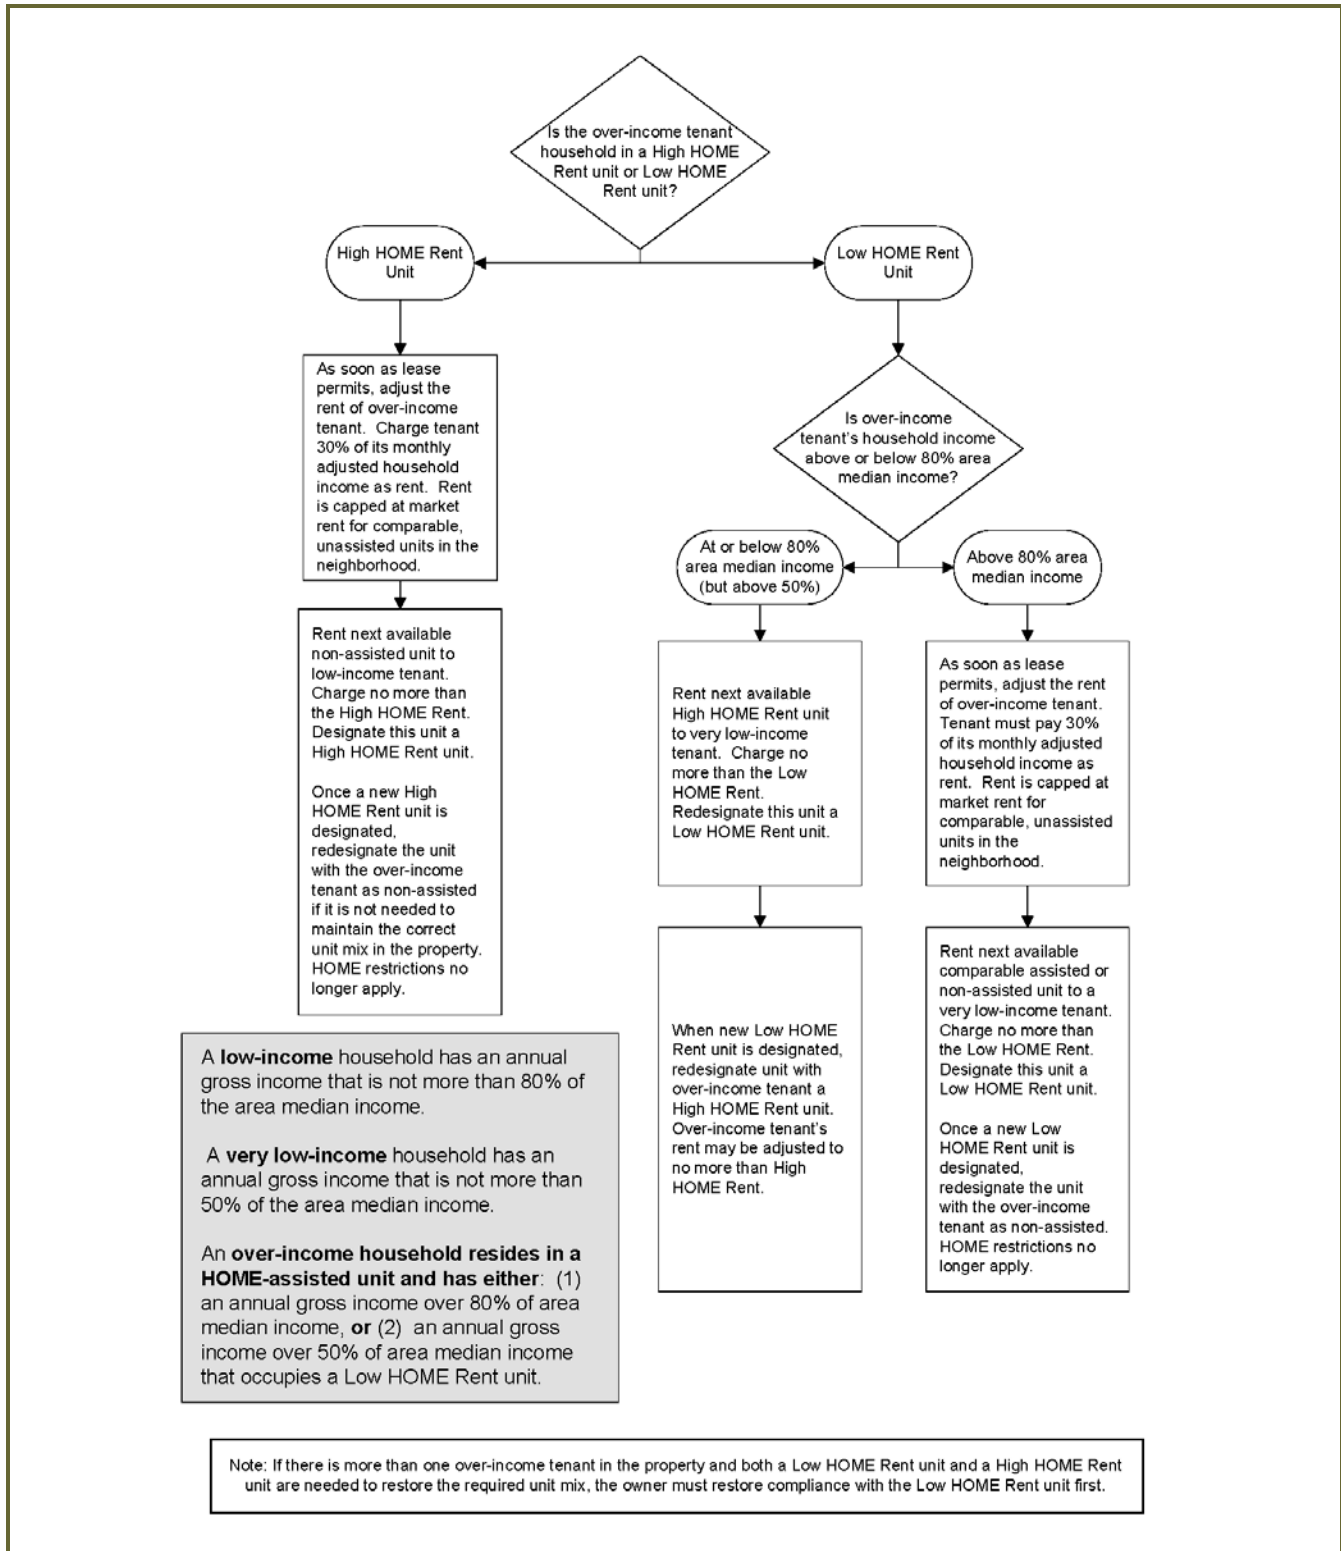 Is the over-income tenant
household in a High HOME
Rent unit or Low HOME
Rent unit?
High HOME Rent
Unit
Low HOME Rent
Unit
As soon as lease
permits, adjust the
rent of over-income
tenant. Charge tenant
30% of its monthly
adjusted household
income as rent. Rent
is capped at market
rent for comparable,
unassisted units in the
neighborhood.
Rent next available
non-assisted unit to
low-income tenant.
Charge no more than
the High HOME Rent.
Designate this unit a
High HOME Rent unit.
Once a new High
HOME Rent unit is
designated,
redesignate the unit
with the over-income
tenant as non-assisted
if it is not needed to
maintain the correct
unit mix in the property.
HOME restrictions no
longer apply.
Is over-income
tenant's household income
above or below 80% area
median income?
At or below 80%
area median income
(but above 50%)
Above 80% area
median income
Rent next available
High HOME Rent unit
to very low-income
tenant. Charge no
more than the Low
HOME Rent.
Redesignate this unit a
Low HOME Rent unit.
When new Low HOME
Rent unit is designated,
redesignate unit with
over-income tenant a
High HOME Rent unit.
Over-income tenant's
rent may be adjusted to
no more than High
HOME Rent.
As soon as lease
permits, adjust the rent
of over-income tenant.
Tenant must pay 30%
of its monthly adjusted
household income as
rent. Rent is capped at
market rent for
comparable, unassisted
units in the
neighborhood.
Rent next available
comparable assisted or
non-assisted unit to a
very low-income tenant.
Charge no more than
the Low HOME Rent.
Designate this unit a
Low HOME Rent unit.
Once a new Low
HOME Rent unit is
designated,
redesignate the unit
with the over-income
tenant as non-assisted.
HOME restrictions no
longer apply.
A low-income household has an annual
gross income that is not more than 80% of
the area median income.
A very low-income household has an
annual gross income that is not more than
50% of the area median income.
An over-income household resides in a
HOME-assisted unit and has either: (1)
an annual gross income over 80% of area
median income, or (2) an annual gross
income over 50% of area median income
that occupies a Low HOME Rent unit.
Note: If there is more than one over-income tenant in the property and both a Low HOME Rent unit and a High HOME Rent
unit are needed to restore the required unit mix, the owner must restore compliance with the Low HOME Rent unit first.